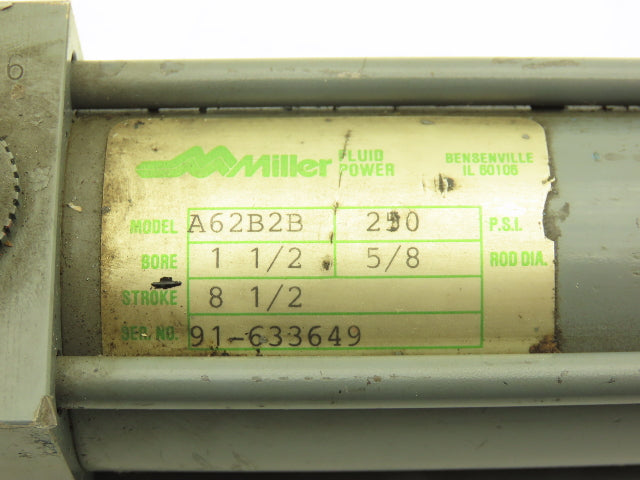 Miller FLUID POWER BENSENVILLE IL 60106
MODEL A62B2B 250 P.S.I.
BORE 1 1/2 5/8 ROD DIA.
STROKE 8 1/2
SER. NO. 91-633649